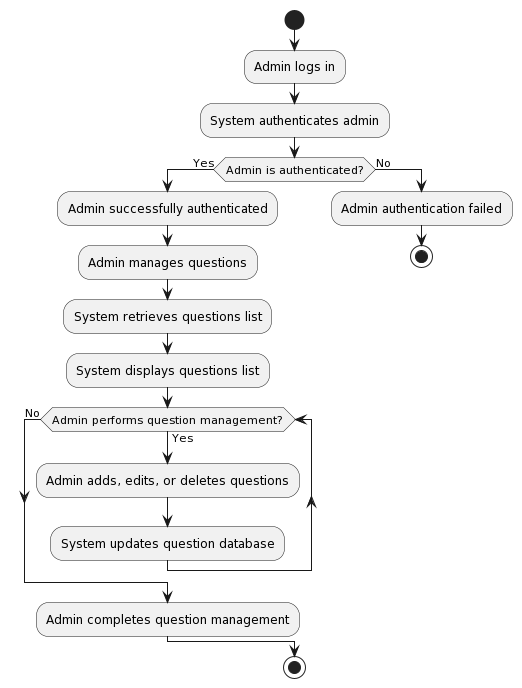 Admin logs in
System authenticates admin
Yes
Admin is authenticated?
No
Admin successfully authenticated
Admin authentication failed
Admin manages questions
System retrieves questions list
System displays questions list
No
Admin performs question management?
Yes
Admin adds, edits, or deletes questions
System updates question database
Admin completes question management